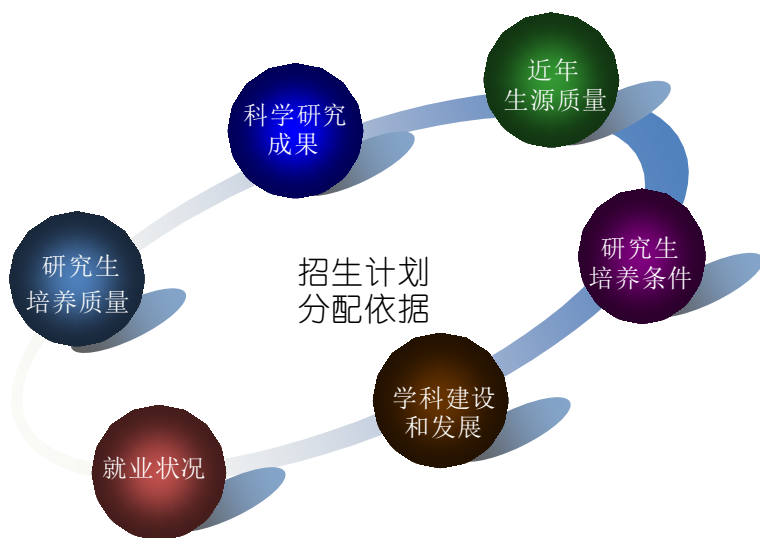 近年
生源质量
科学研究
成果
研究生
培养条件
研究生
培养质量
招生计划
分配依据
学科建设
和发展
就业状况